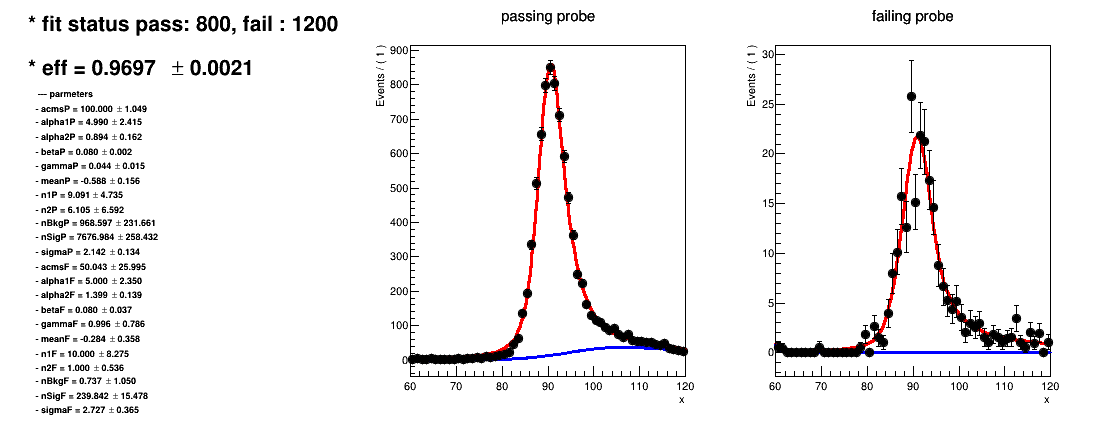 * fit status pass: 800, fail : 1200
* eff = 0.9697 ± 0.0021
--- parmeters
- acmsP = 100.000 ± 1.049
- alpha1P = 4.990 ± 2.415
- alpha2P = 0.894 ± 0.162
- betaP = 0.080 ± 0.002
- gammaP = 0.044 ± 0.015
- meanP = -0.588 ± 0.156
- n1P = 9.091 ± 4.735
- n2P = 6.105 ± 6.592
- nBkgP = 968.597 ± 231.661
- nSigP = 7676.984 ± 258.432
- sigmaP = 2.142 ± 0.134
- acmsF = 50.043 ± 25.995
- alpha1F = 5.000 ± 2.350
- alpha2F = 1.399 ± 0.139
- betaF = 0.080 ± 0.037
- gammaF = 0.996 ± 0.786
- meanF = -0.284 ± 0.358
- n1F = 10.000 ± 8.275
- n2F = 1.000 ± 0.536
- nBkgF = 0.737 ± 1.050
- nSigF = 239.842 ± 15.478
- sigmaF = 2.727 ± 0.365
passing probe
Events / ( 1 )
900
800
700
600
500
400
300
200
100
0
60 70 80 90 100 110 120
x
failing probe
Events / ( 1 )
30
25
20
15
10
5
0
60 70 80 90 100 110 120
x